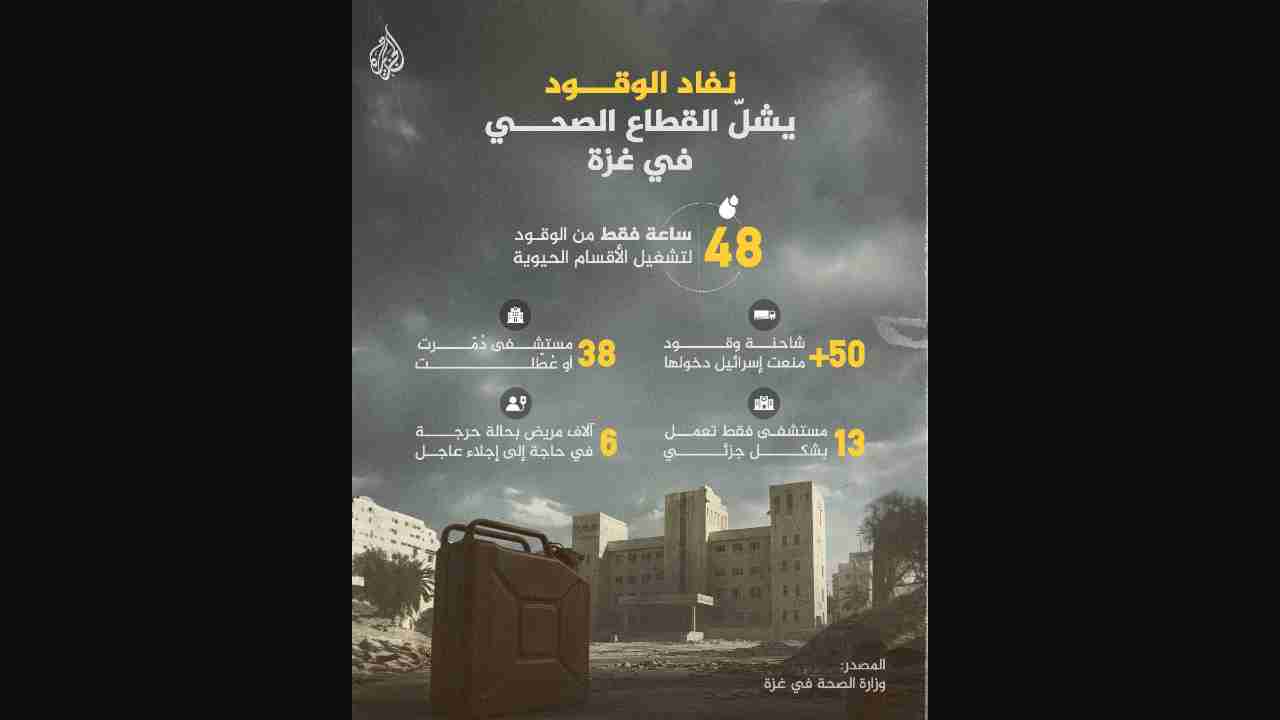 الجزيرة
نفاد الوقود
يشلّ القطاع الصحي
في غزة
48 ساعة فقط من الوقود
لتشغيل الأقسام الحيوية
+50 شاحنة وقود
منعت إسرائيل دخولها
38 مستشفى دُمّرت
أو عُطّلت
13 مستشفى فقط تعمل
بشكل جزئي
6 آلاف مريض بحالة حرجة
في حاجة إلى إجلاء عاجل
المصدر:
وزارة الصحة في غزة